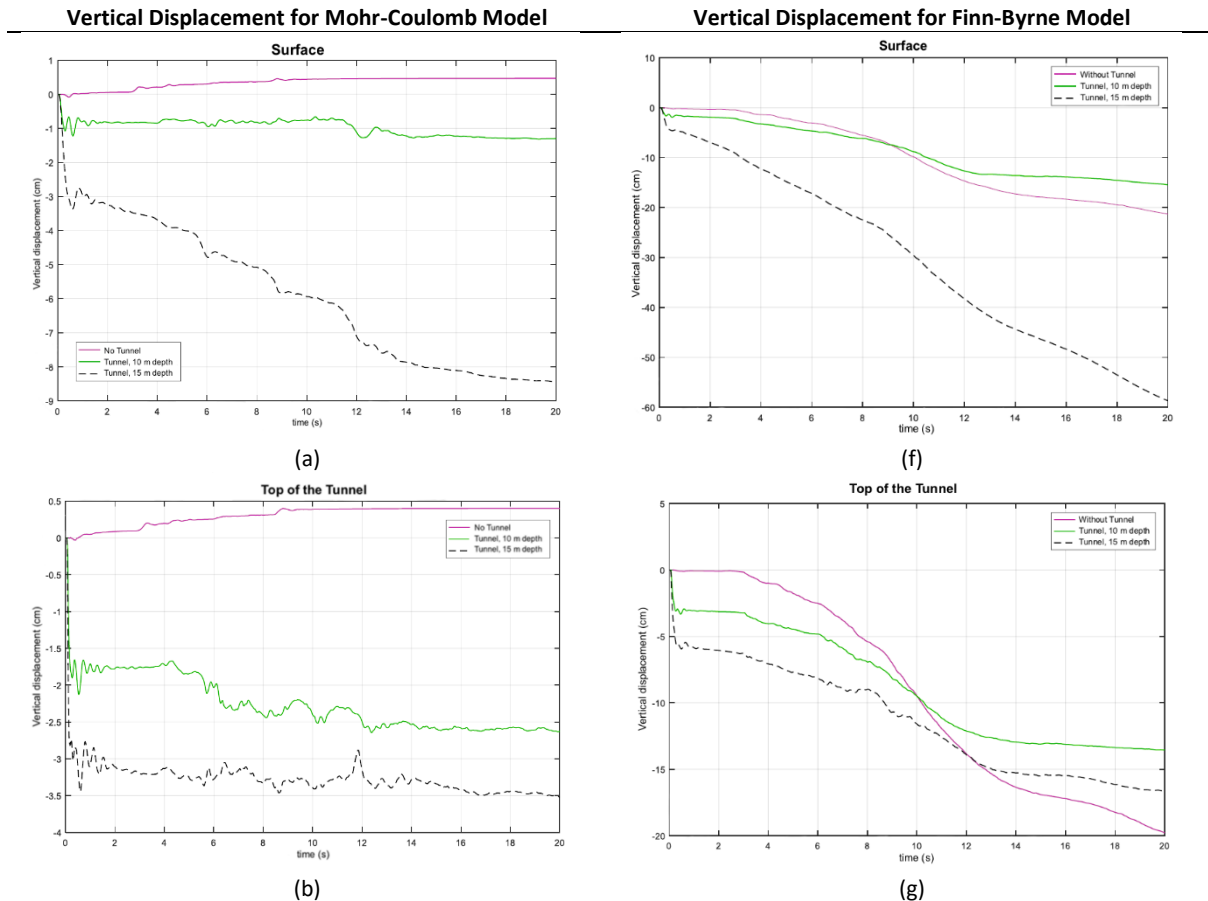 Vertical Displacement for Mohr-Coulomb Model
Vertical Displacement for Finn-Byrne Model
Surface
1
0
-1
-2
-3
-4
-5
-6
-7
-8
-9
Vertical displacement (cm)
No Tunnel
Tunnel, 10 m depth
Tunnel, 15 m depth
0 2 4 6 8 10 12 14 16 18 20
time (s)
(a)
Surface
10
0
-10
-20
-30
-40
-50
-60
Vertical displacement (cm)
Without Tunnel
Tunnel, 10 m depth
Tunnel, 15 m depth
0 2 4 6 8 10 12 14 16 18 20
time (s)
(f)
Top of the Tunnel
0.5
0
-0.5
-1
-1.5
-2
-2.5
-3
-3.5
-4
Vertical displacement (cm)
No Tunnel
Tunnel, 10 m depth
Tunnel, 15 m depth
0 2 4 6 8 10 12 14 16 18 20
time (s)
(b)
Top of the Tunnel
5
0
-5
-10
-15
-20
Vertical displacement (cm)
Without Tunnel
Tunnel, 10 m depth
Tunnel, 15 m depth
0 2 4 6 8 10 12 14 16 18 20
time (s)
(g)